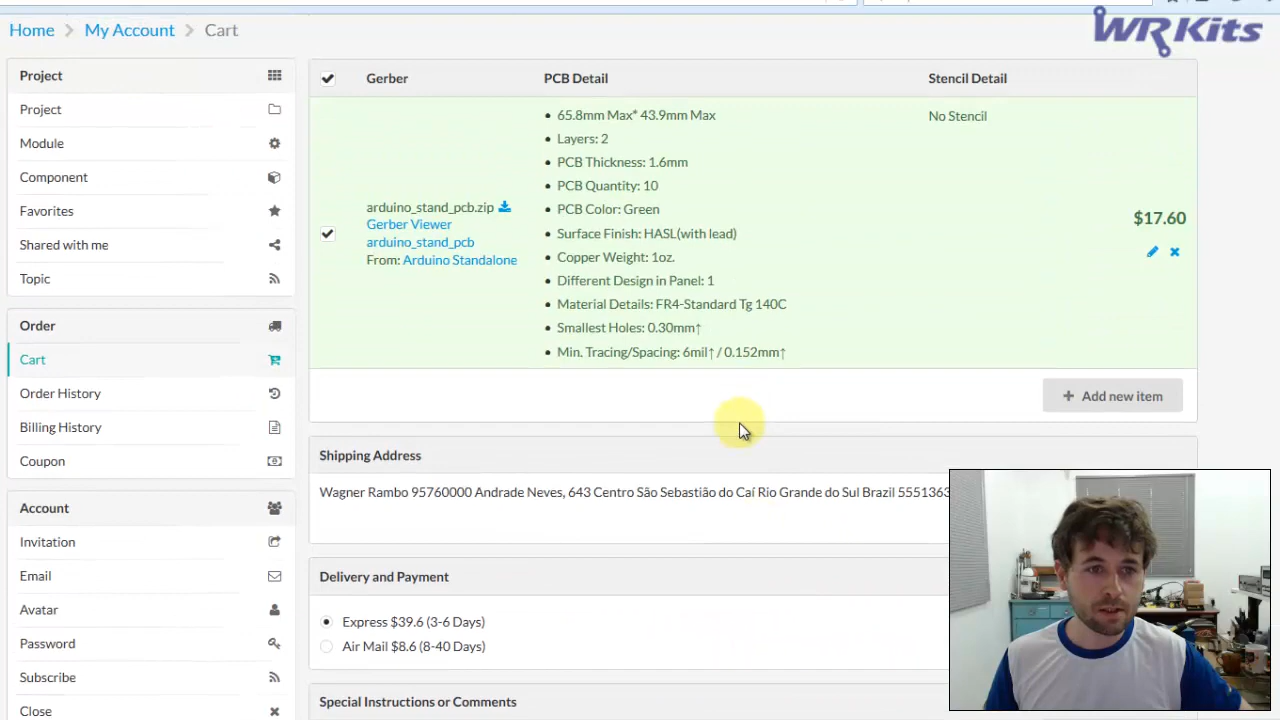 Home > My Account > Cart
WR Kits
Project
Project
Module
Component
Favorites
Shared with me
Topic
Order
Cart
Order History
Billing History
Coupon
Account
Invitation
Email
Avatar
Password
Subscribe
Close
Gerber PCB Detail Stencil Detail
arduino_stand_pcb.zip
Gerber Viewer
arduino_stand_pcb
From: Arduino Standalone
• 65.8mm Max* 43.9mm Max
• Layers: 2
• PCB Thickness: 1.6mm
• PCB Quantity: 10
• PCB Color: Green
• Surface Finish: HASL(with lead)
• Copper Weight: 1oz.
• Different Design in Panel: 1
• Material Details: FR4-Standard Tg 140C
• Smallest Holes: 0.30mm↑
• Min. Tracing/Spacing: 6mil↑ / 0.152mm↑
No Stencil
$17.60
+ Add new item
Shipping Address
Wagner Rambo 95760000 Andrade Neves, 643 Centro São Sebastião do Caí Rio Grande do Sul Brazil 5551363
Delivery and Payment
Express $39.6 (3-6 Days)
Air Mail $8.6 (8-40 Days)
Special Instructions or Comments